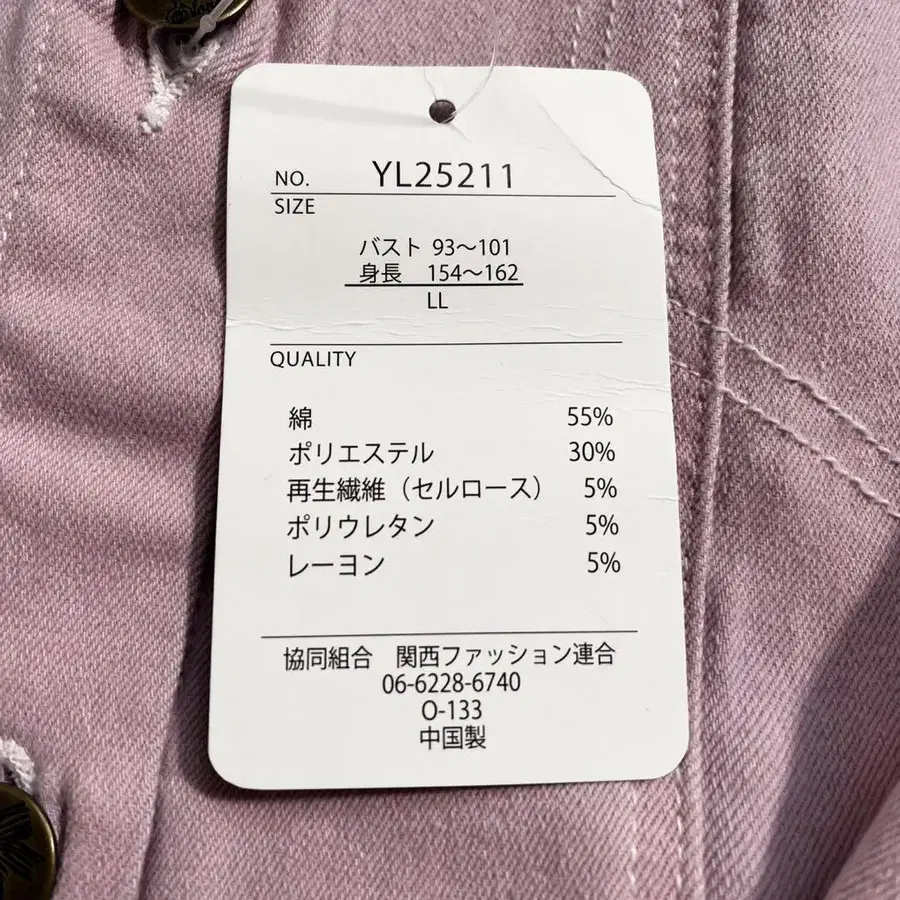 NO. YL25211
SIZE
バスト 93～101
身長 154～162
LL
QUALITY
綿 55%
ポリエステル 30%
再生繊維（セルロース） 5%
ポリウレタン 5%
レーヨン 5%
協同組合 関西ファッション連合
06-6228-6740
O-133
中国製